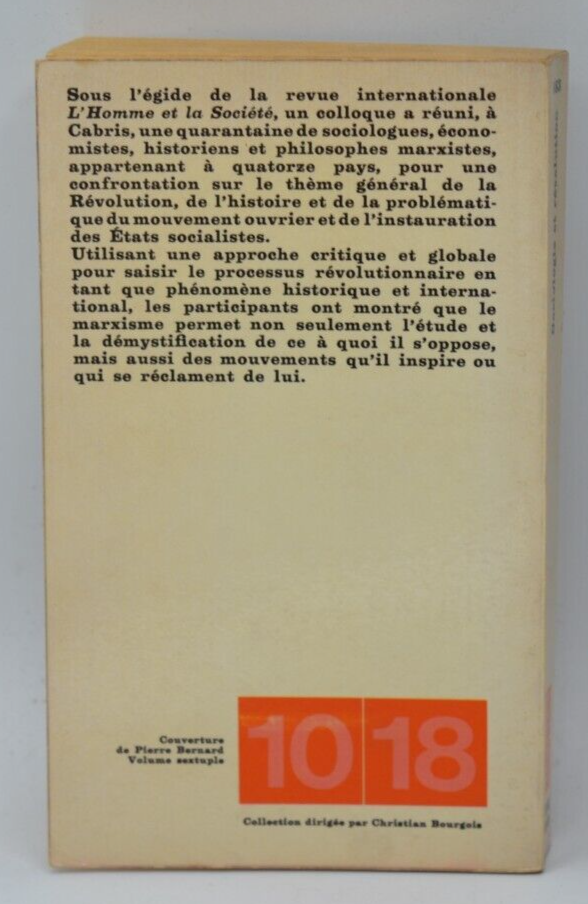 Sous l'égide de la revue internationale
L'Homme et la Société, un colloque a réuni, à
Cabris, une quarantaine de sociologues, écono-
mistes, historiens et philosophes marxistes,
appartenant à quatorze pays, pour une
confrontation sur le thème général de la
Révolution, de l'histoire et de la problémati-
que du mouvement ouvrier et de l'instauration
des États socialistes.
Utilisant une approche critique et globale
pour saisir le processus révolutionnaire en
tant que phénomène historique et interna-
tional, les participants ont montré que le
marxisme permet non seulement l'étude et
la démystification de ce à quoi il s'oppose,
mais aussi des mouvements qu'il inspire ou
qui se réclament de lui.
Couverture
de Pierre Bernard
Volume sextuple
10 18
Collection dirigée par Christian Bourgois